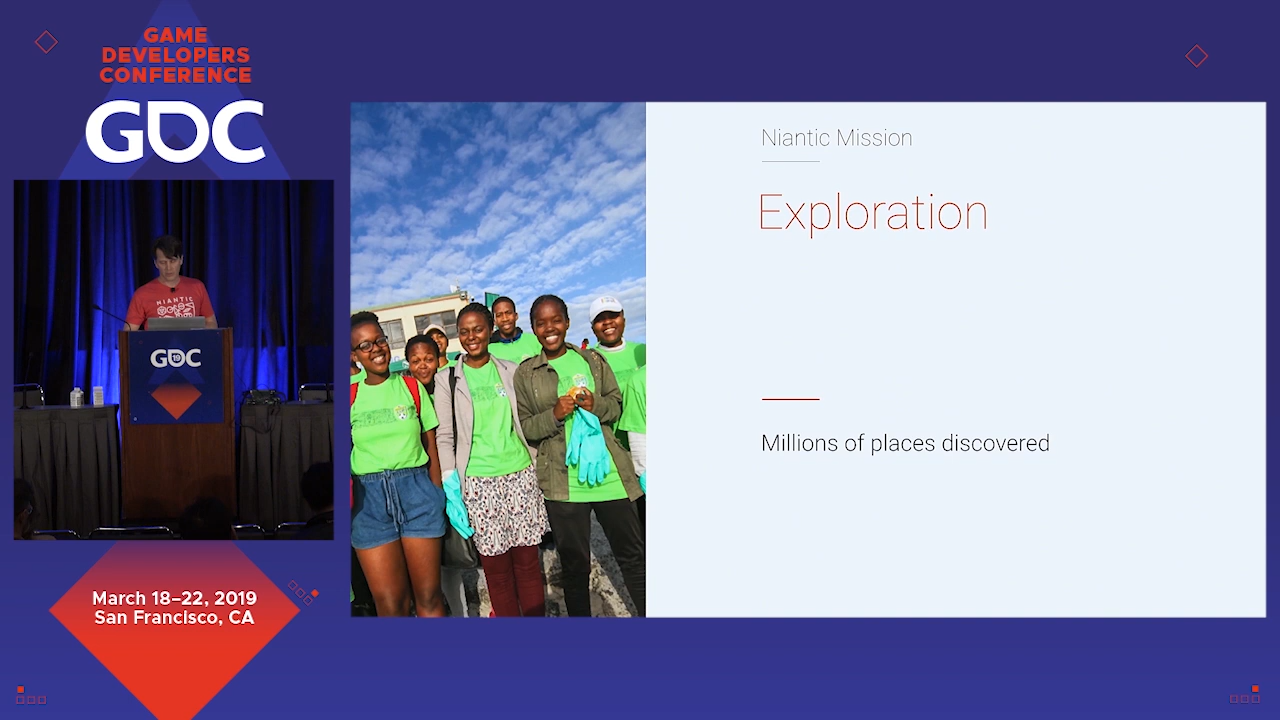 GAME
DEVELOPERS
CONFERENCE
GDC
NIANTIC
GDC
19
March 18–22, 2019
San Francisco, CA
Niantic Mission
Exploration
Millions of places discovered